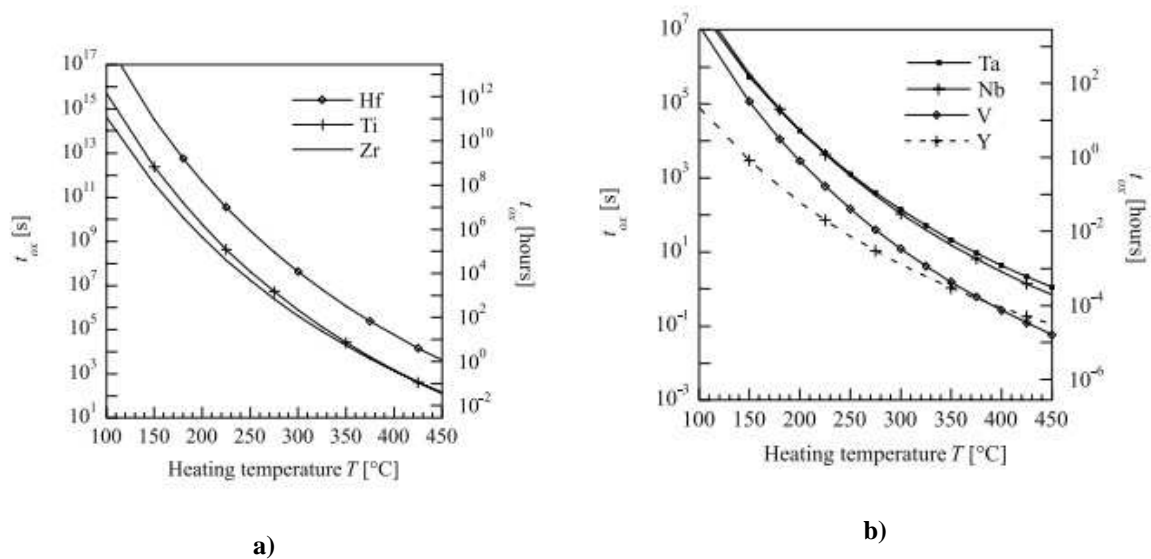 10^17
10^15
10^13
10^11
10^9
10^7
10^5
10^3
10^1
t_ox [s]
10^12
10^10
10^8
10^6
10^4
10^2
10^0
10^-2
t_ox [hours]
Hf
Ti
Zr
100 150 200 250 300 350 400 450
Heating temperature T [°C]
a)
10^7
10^5
10^3
10^1
10^-1
10^-3
t_ox [s]
10^2
10^0
10^-2
10^-4
10^-6
t_ox [hours]
Ta
Nb
V
Y
100 150 200 250 300 350 400 450
Heating temperature T [°C]
b)